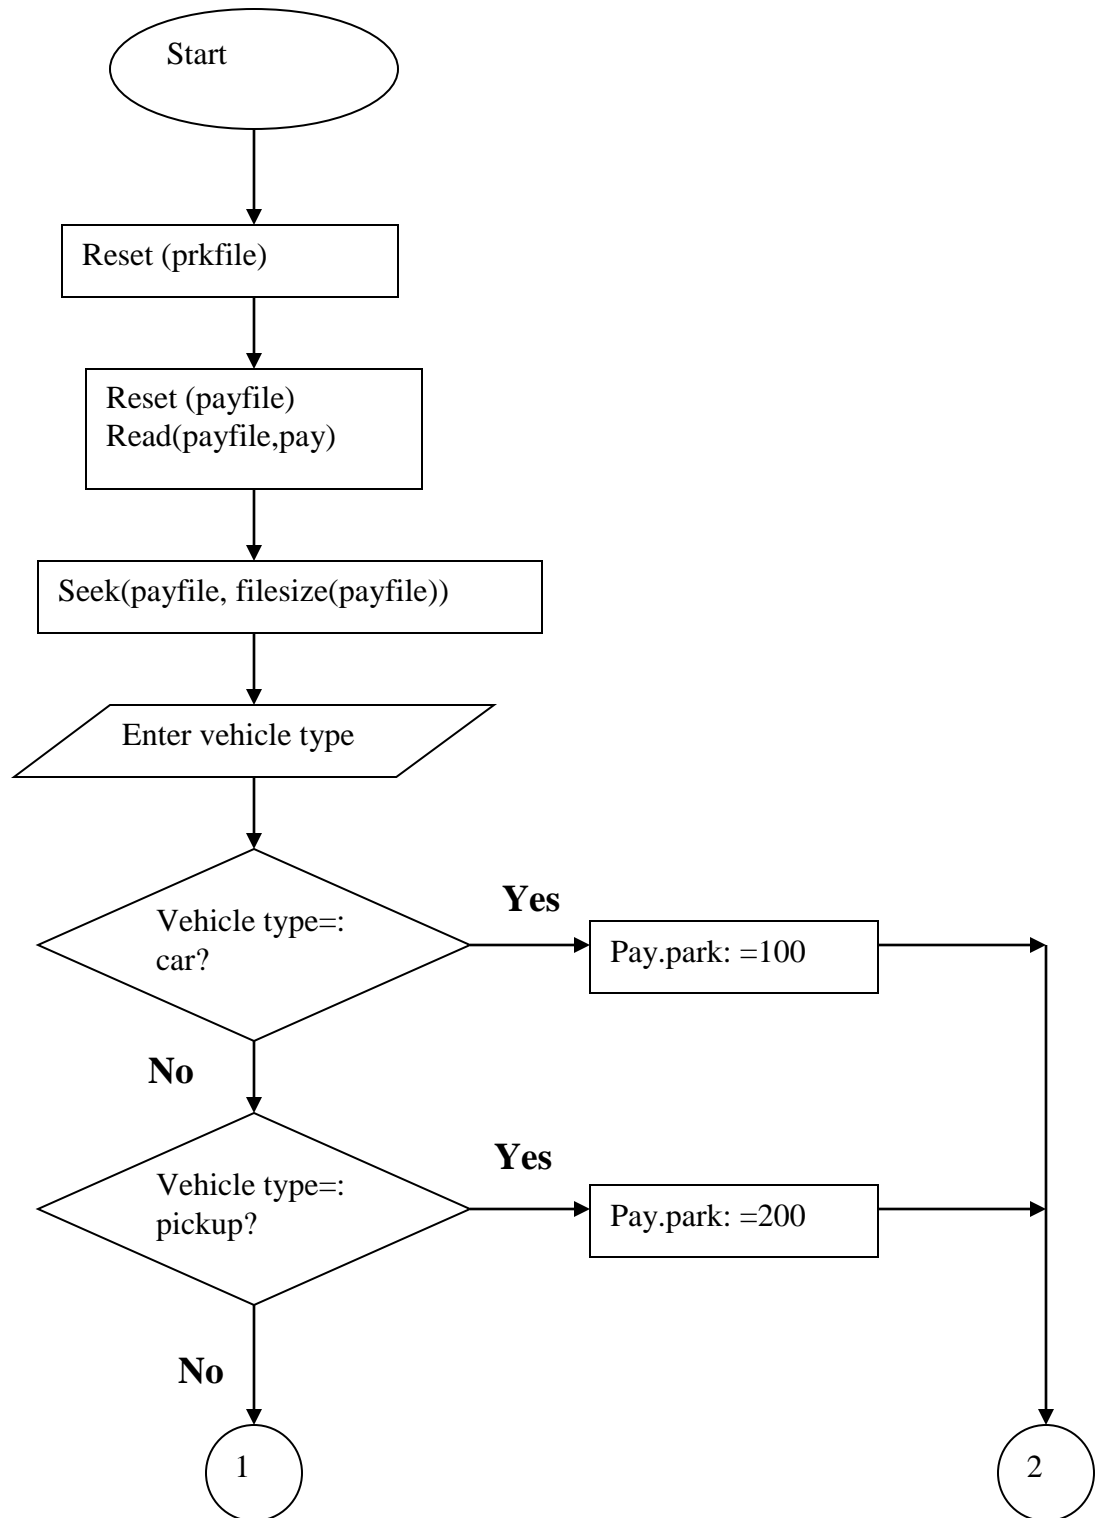 Start
Reset (prkfile)
Reset (payfile)
Read(payfile,pay)
Seek(payfile, filesize(payfile))
Enter vehicle type
Vehicle type=:
car?
Yes
Pay.park: =100
No
Vehicle type=:
pickup?
Yes
Pay.park: =200
No
1
2